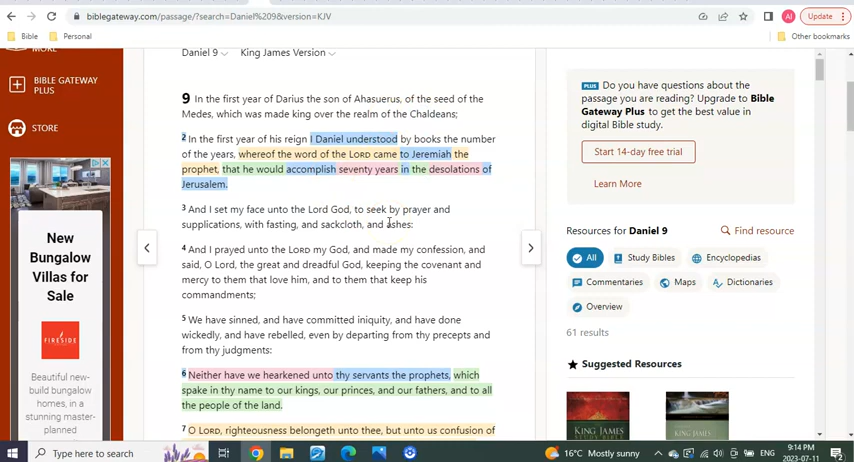 biblegateway.com/passage/?search=Daniel%209&version=KJV
AI
Update
Bible
Personal
Other bookmarks
MORE
BIBLE GATEWAY
PLUS
STORE
New
Bungalow
Villas for
Sale
FIRESIDE
Beautiful new-
build bungalow
homes, in
a stunning
master-planned
Daniel 9
King James Version
9 In the first year of Darius the son of Ahasuerus, of the seed of the
Medes, which was made king over the realm of the Chaldeans;
2 In the first year of his reign I Daniel understood by books the number
of the years, whereof the word of the LORD came to Jeremiah the
prophet, that he would accomplish seventy years in the desolations of
Jerusalem.
3 And I set my face unto the Lord God, to seek by prayer and
supplications, with fasting, and sackcloth, and ashes:
4 And I prayed unto the LORD my God, and made my confession, and
said, O Lord, the great and dreadful God, keeping the covenant and
mercy to them that love him, and to them that keep his
commandments;
5 We have sinned, and have committed iniquity, and have done
wickedly, and have rebelled, even by departing from thy precepts and
from thy judgments:
6 Neither have we hearkened unto thy servants the prophets, which
spake in thy name to our kings, our princes, and our fathers, and to all
the people of the land.
7 O LORD, righteousness belongeth unto thee, but unto us confusion of
PLUS Do you have questions about the
passage you are reading? Upgrade to Bible
Gateway Plus to get the best value in
digital Bible study.
Start 14-day free trial
Learn More
Resources for Daniel 9
Find resource
All
Study Bibles
Encyclopedias
Commentaries
Maps
Dictionaries
Overview
61 results
Suggested Resources
KING JAMES
KING JAMES
Type here to search
16°C Mostly sunny
ENG
9:14 PM
2023-07-11
2